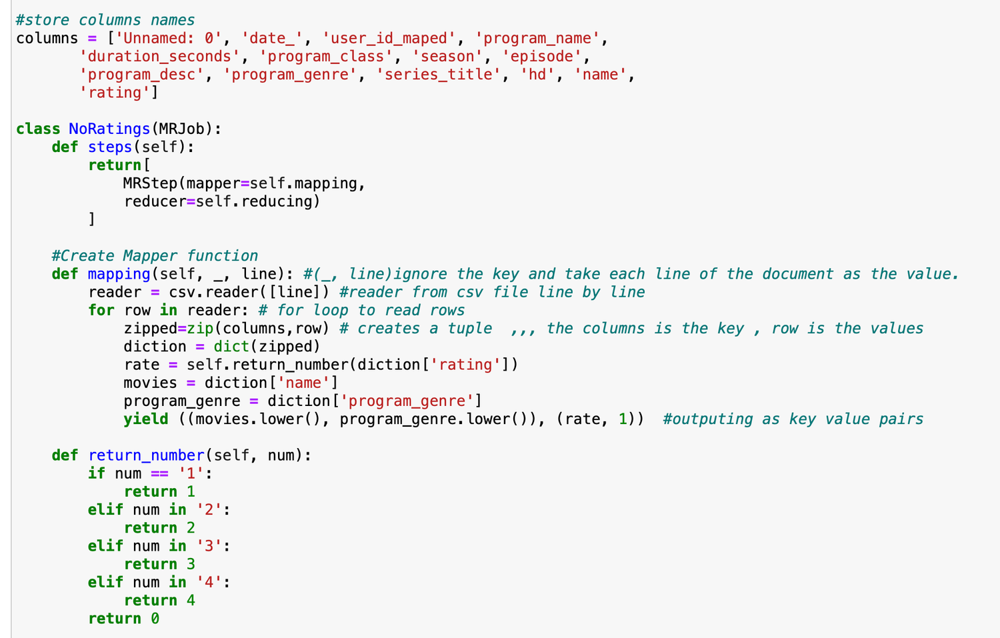 #store columns names
columns = ['Unnamed: 0', 'date_', 'user_id_maped', 'program_name',
       'duration_seconds', 'program_class', 'season', 'episode',
       'program_desc', 'program_genre', 'series_title', 'hd', 'name',
       'rating']

class NoRatings(MRJob):
    def steps(self):
        return[
            MRStep(mapper=self.mapping,
            reducer=self.reducing)
        ]

    #Create Mapper function
    def mapping(self, _, line): #(_, line)ignore the key and take each line of the document as the value.
        reader = csv.reader([line]) #reader from csv file line by line
        for row in reader: # for loop to read rows
            zipped=zip(columns,row) # creates a tuple  ,,, the columns is the key , row is the values
            diction = dict(zipped)
            rate = self.return_number(diction['rating'])
            movies = diction['name']
            program_genre = diction['program_genre']
            yield ((movies.lower(), program_genre.lower()), (rate, 1))  #outputing as key value pairs

    def return_number(self, num):
        if num == '1':
            return 1
        elif num in '2':
            return 2
        elif num in '3':
            return 3
        elif num in '4':
            return 4
        return 0